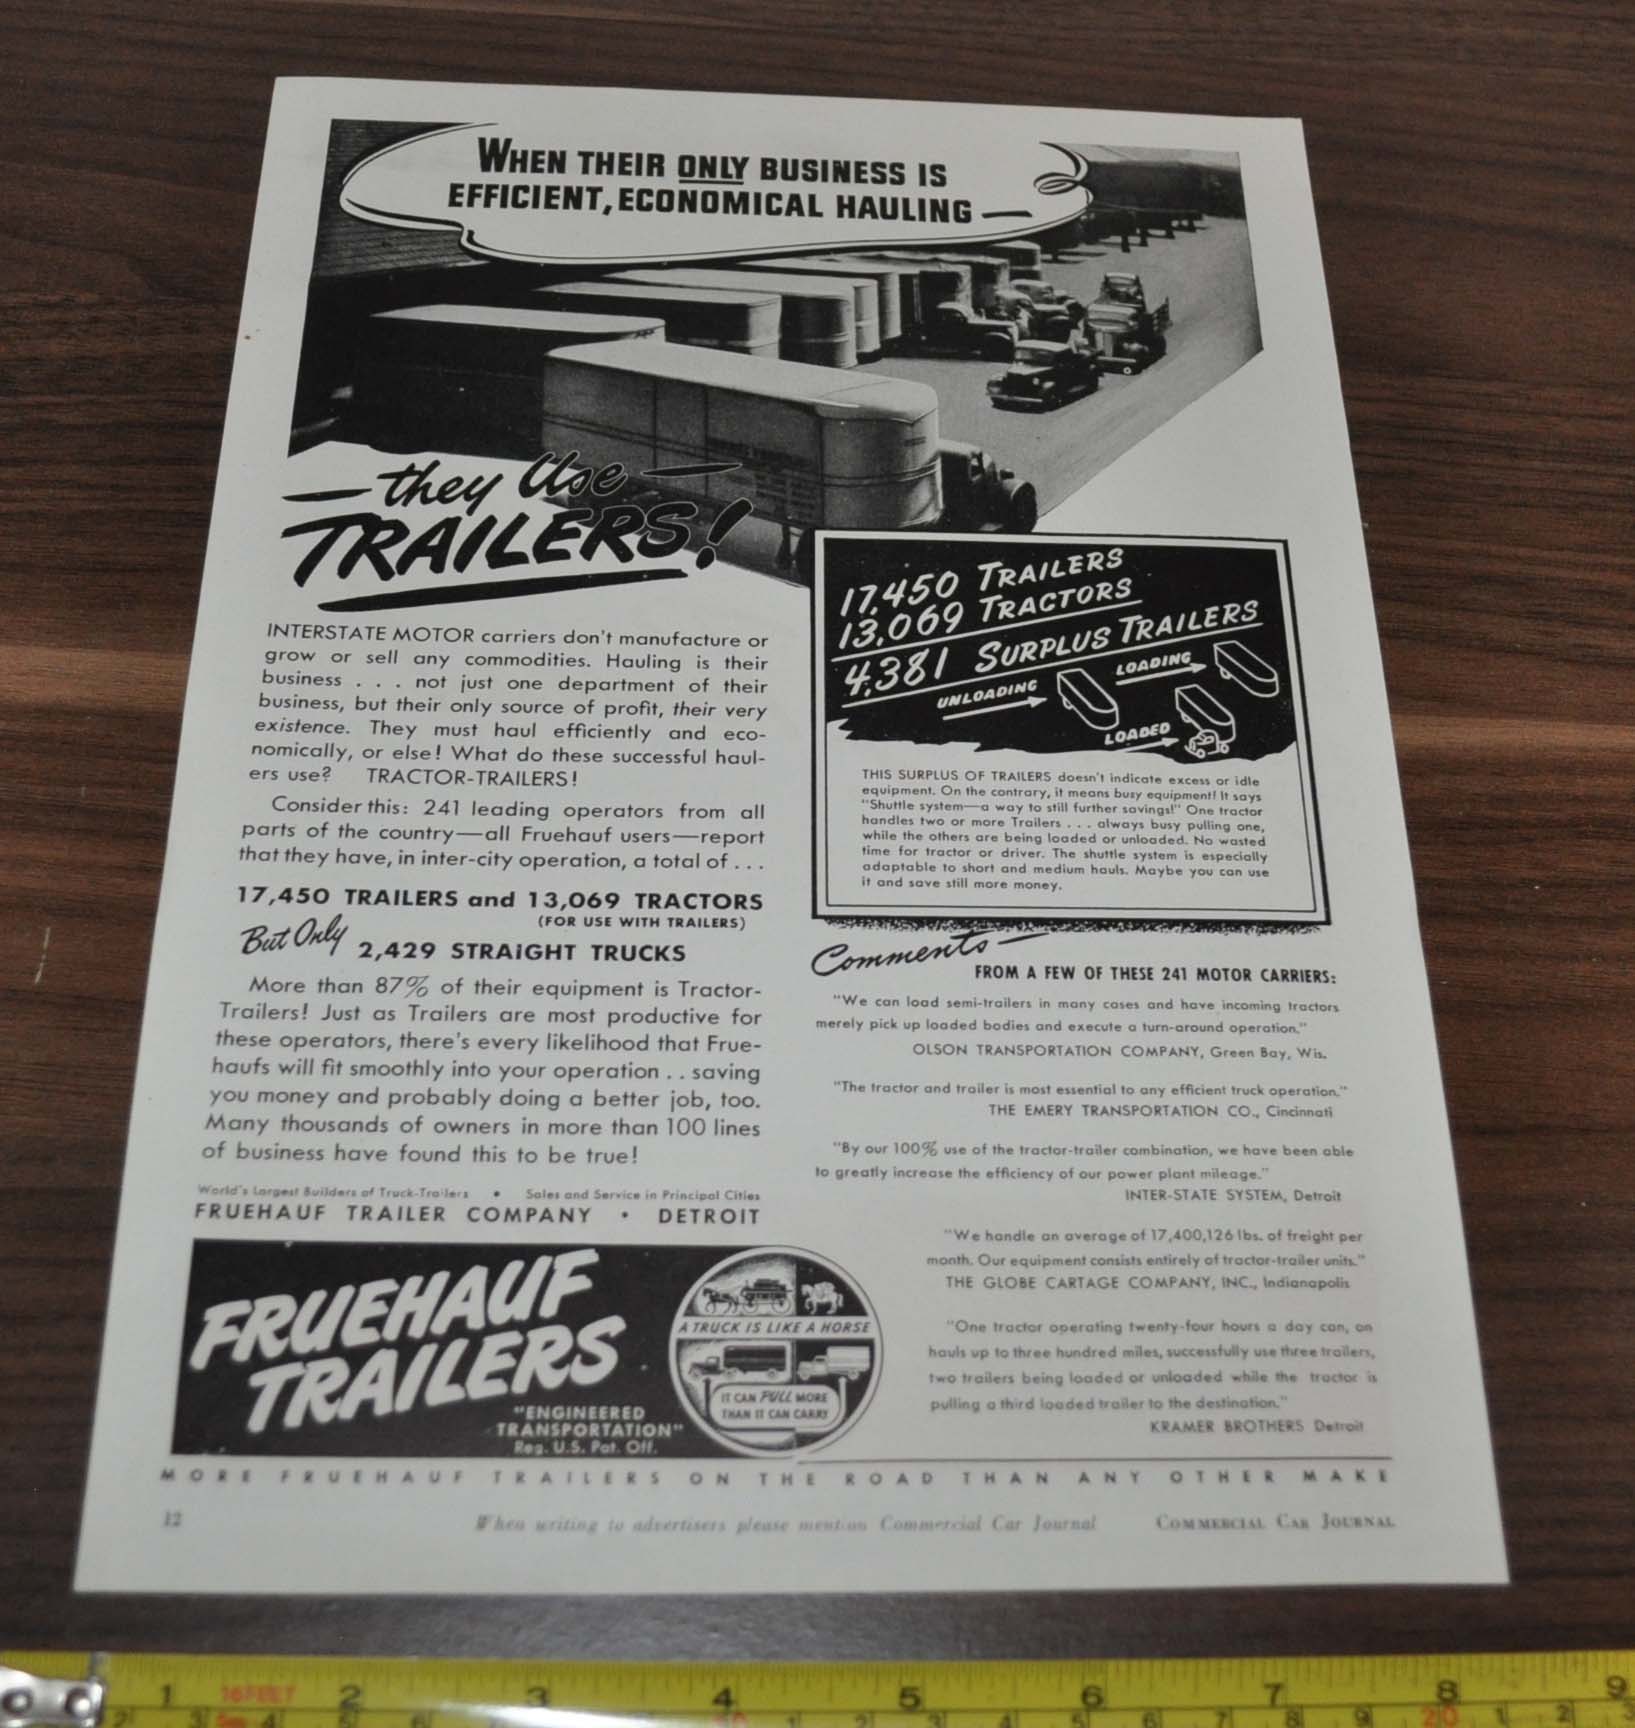 WHEN THEIR ONLY BUSINESS IS
EFFICIENT, ECONOMICAL HAULING —
— they Use —
TRAILERS!
INTERSTATE MOTOR carriers don't manufacture or
grow or sell any commodities. Hauling is their
business . . . not just one department of their
business, but their only source of profit, their very
existence. They must haul efficiently and eco-
nomically, or else! What do these successful haul-
ers use? TRACTOR-TRAILERS!
Consider this: 241 leading operators from all
parts of the country—all Fruehauf users—report
that they have, in inter-city operation, a total of . . .
17,450 TRAILERS and 13,069 TRACTORS
(FOR USE WITH TRAILERS)
But Only 2,429 STRAIGHT TRUCKS
More than 87% of their equipment is Tractor-
Trailers! Just as Trailers are most productive for
these operators, there's every likelihood that Frue-
haufs will fit smoothly into your operation . . saving
you money and probably doing a better job, too.
Many thousands of owners in more than 100 lines
of business have found this to be true!
World's Largest Builders of Truck-Trailers • Sales and Service in Principal Cities
FRUEHAUF TRAILER COMPANY • DETROIT
FRUEHAUF
TRAILERS
"ENGINEERED
TRANSPORTATION"
Reg. U.S. Pat. Off.
A TRUCK IS LIKE A HORSE
IT CAN PULL MORE
THAN IT CAN CARRY
17,450 TRAILERS
13,069 TRACTORS
4,381 SURPLUS TRAILERS
UNLOADING
LOADING
LOADED
THIS SURPLUS OF TRAILERS doesn't indicate excess or idle
equipment. On the contrary, it means busy equipment! It says
"Shuttle system—a way to still further savings!" One tractor
handles two or more Trailers . . . always busy pulling one,
while the others are being loaded or unloaded. No wasted
time for tractor or driver. The shuttle system is especially
adaptable to short and medium hauls. Maybe you can use
it and save still more money.
Comments —
FROM A FEW OF THESE 241 MOTOR CARRIERS:
"We can load semi-trailers in many cases and have incoming tractors
merely pick up loaded bodies and execute a turn-around operation."
OLSON TRANSPORTATION COMPANY, Green Bay, Wis.
"The tractor and trailer is most essential to any efficient truck operation."
THE EMERY TRANSPORTATION CO., Cincinnati
"By our 100% use of the tractor-trailer combination, we have been able
to greatly increase the efficiency of our power plant mileage."
INTER-STATE SYSTEM, Detroit
"We handle an average of 17,400,126 lbs. of freight per
month. Our equipment consists entirely of tractor-trailer units."
THE GLOBE CARTAGE COMPANY, INC., Indianapolis
"One tractor operating twenty-four hours a day can, on
hauls up to three hundred miles, successfully use three trailers,
two trailers being loaded or unloaded while the tractor is
pulling a third loaded trailer to the destination."
KRAMER BROTHERS Detroit
MORE FRUEHAUF TRAILERS ON THE ROAD THAN ANY OTHER MAKE
12 When writing to advertisers please mention Commercial Car Journal COMMERCIAL CAR JOURNAL
1 16FEET 2 3 4 5 6 7 8 9